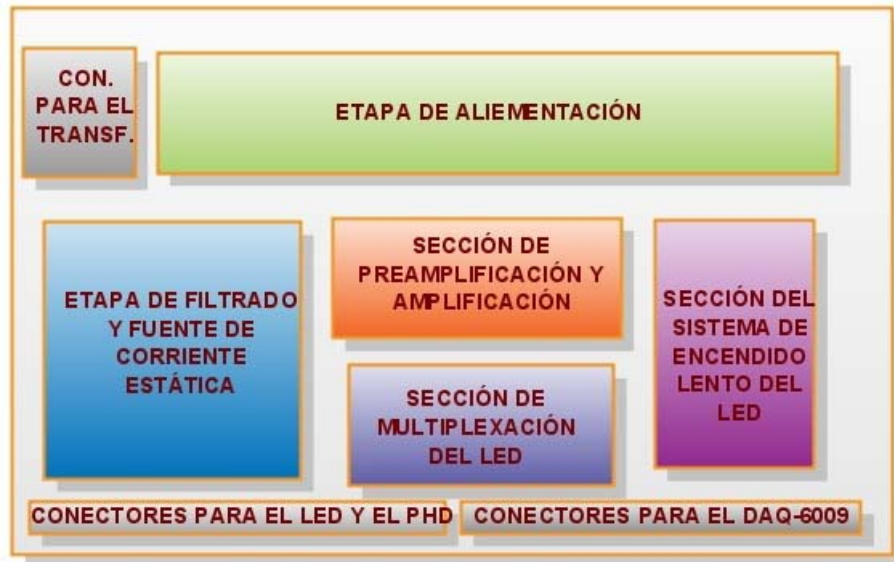 CON.
PARA EL
TRANSF.
ETAPA DE ALIEMENTACIÓN
ETAPA DE FILTRADO
Y FUENTE DE
CORRIENTE
ESTÁTICA
SECCIÓN DE
PREAMPLIFICACIÓN Y
AMPLIFICACIÓN
SECCIÓN DE
MULTIPLEXACIÓN
DEL LED
SECCIÓN DEL
SISTEMA DE
ENCENDIDO
LENTO DEL
LED
CONECTORES PARA EL LED Y EL PHD
CONECTORES PARA EL DAQ-6009